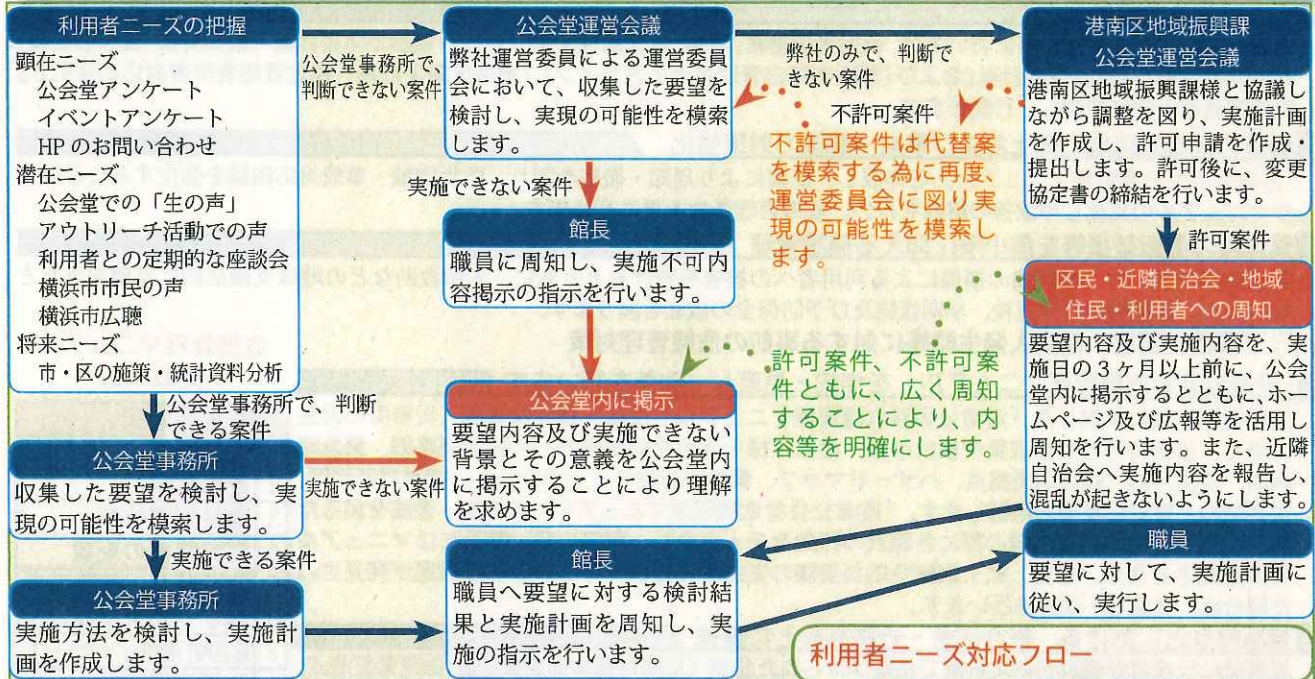 利用者ニーズの把握
顕在ニーズ
公会堂アンケート
イベントアンケート
HP のお問い合わせ
潜在ニーズ
公会堂での「生の声」
アウトリーチ活動での声
利用者との定期的な座談会
横浜市市民の声
横浜市広聴
将来ニーズ
市・区の施策・統計資料分析
公会堂事務所で、
判断できない案件
公会堂運営会議
弊社運営委員による運営委員
会において、収集した要望を
検討し、実現の可能性を模索
します。
弊社のみで、判断で
きない案件
不許可案件
不許可案件は代替案
を模索する為に再度、
運営委員会に図り実
現の可能性を模索し
ます。
港南区地域振興課
公会堂運営会議
港南区地域振興課様と協議し
ながら調整を図り、実施計画
を作成し、許可申請を作成・
提出します。許可後に、変更
協定書の締結を行います。
実施できない案件
館長
職員に周知し、実施不可内
容掲示の指示を行います。
許可案件
区民・近隣自治会・地域
住民・利用者への周知
要望内容及び実施内容を、実
施日の3ヶ月以上前に、公会
堂内に掲示するとともに、ホー
ムページ及び広報等を活用し
周知を行います。また、近隣
自治会へ実施内容を報告し、
混乱が起きないようにします。
許可案件、不許可案
件ともに、広く周知
することにより、内
容等を明確にします。
公会堂事務所で、判断
できる案件
公会堂事務所
収集した要望を検討し、実
現の可能性を模索します。
実施できない案件
公会堂内に掲示
要望内容及び実施できない
背景とその意義を公会堂内
に掲示することにより理解
を求めます。
実施できる案件
公会堂事務所
実施方法を検討し、実施計
画を作成します。
館長
職員へ要望に対する検討結
果と実施計画を周知し、実
施の指示を行います。
職員
要望に対して、実施計画に
従い、実行します。
利用者ニーズ対応フロー